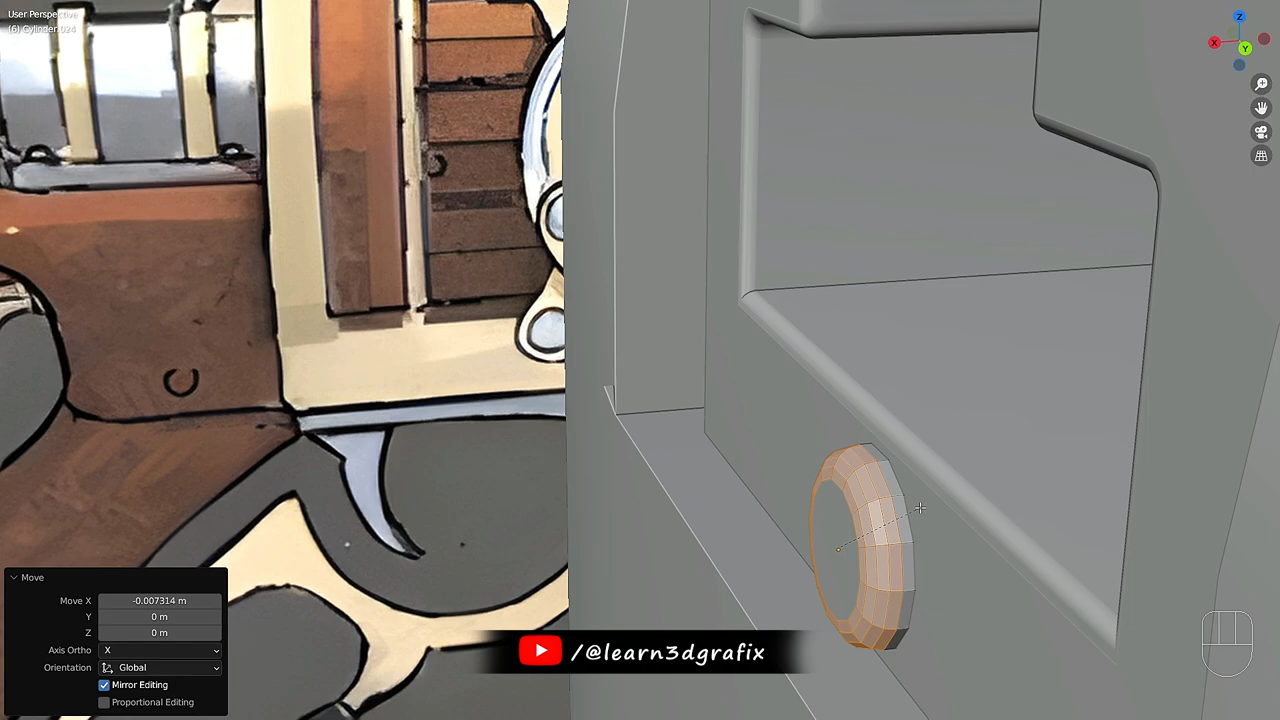 User Perspective
(6) Cylinder.024
Z
X
Y
Move
Move X
-0.007314 m
Y
0 m
Z
0 m
Axis Ortho
X
Orientation
Global
Mirror Editing
Proportional Editing
/@learn3dgrafix